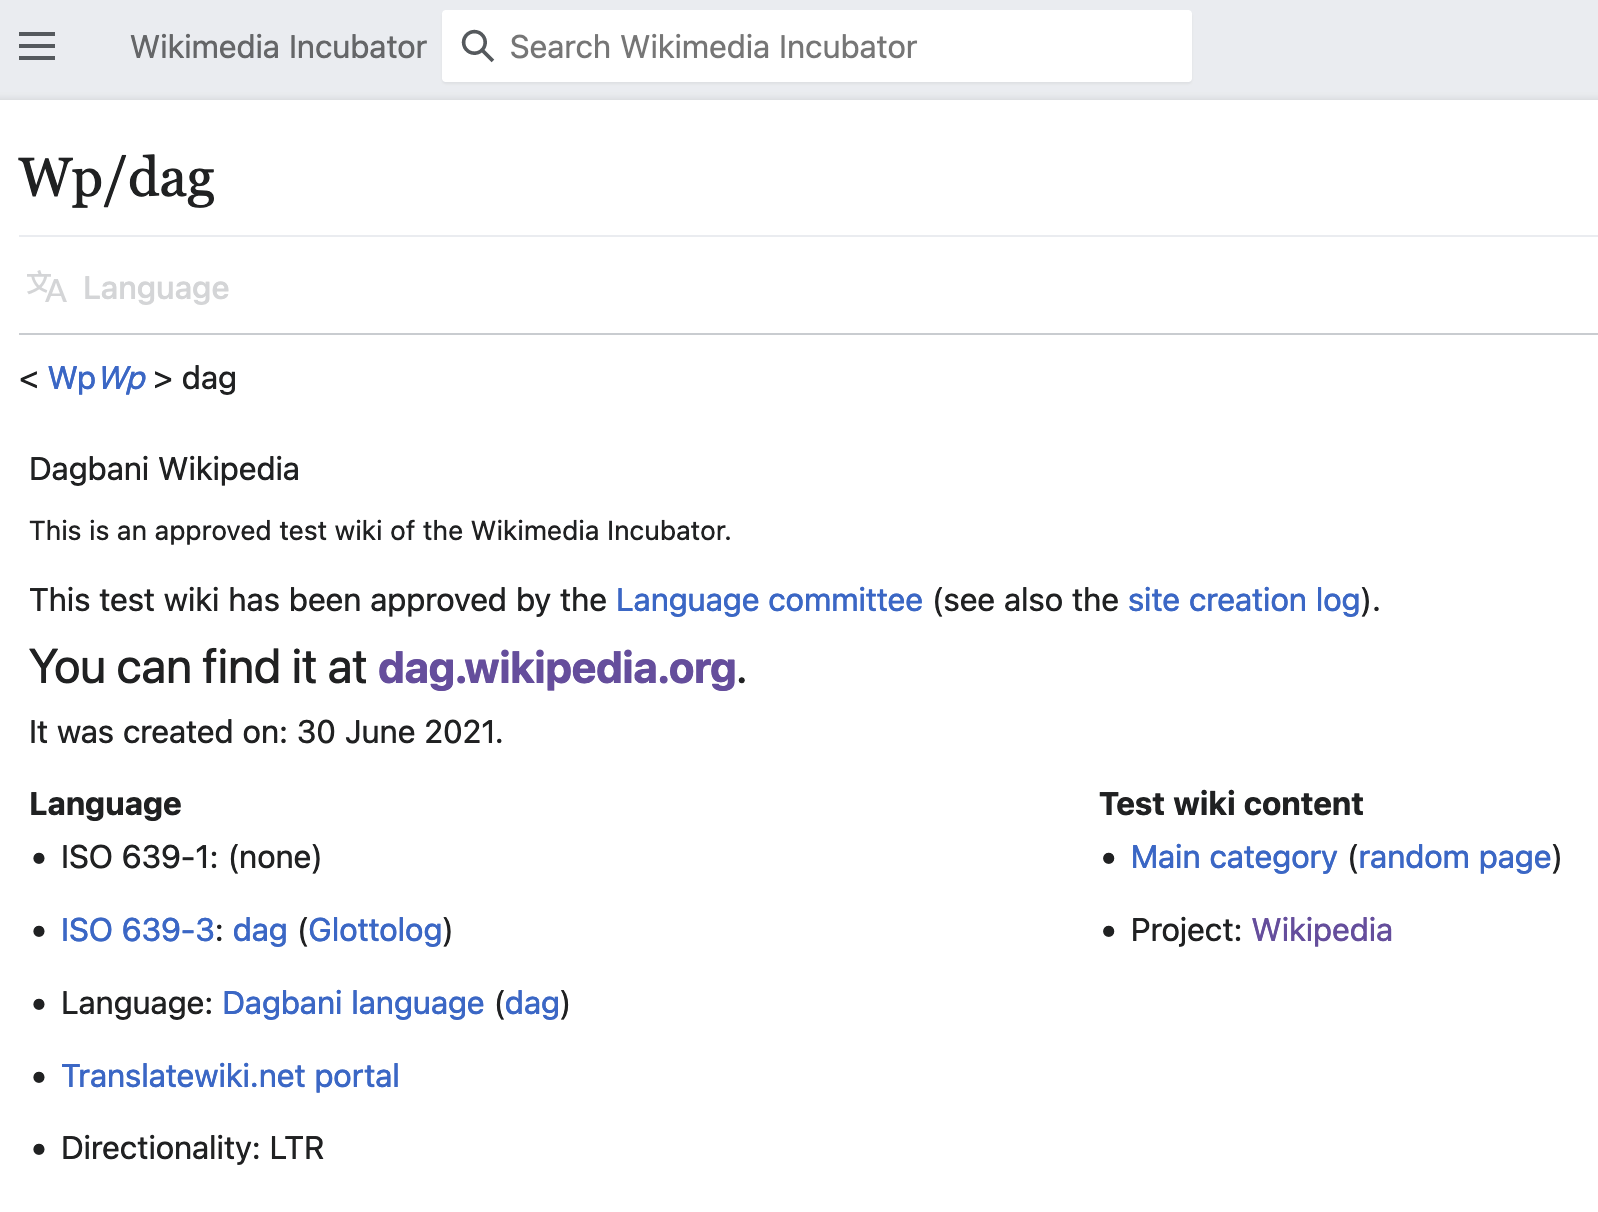 Wikimedia Incubator
Search Wikimedia Incubator
Wp/dag
文A Language
< WpWp > dag
Dagbani Wikipedia
This is an approved test wiki of the Wikimedia Incubator.
This test wiki has been approved by the Language committee (see also the site creation log).
You can find it at dag.wikipedia.org.
It was created on: 30 June 2021.
Language
• ISO 639-1: (none)
• ISO 639-3: dag (Glottolog)
• Language: Dagbani language (dag)
• Translatewiki.net portal
• Directionality: LTR
Test wiki content
• Main category (random page)
• Project: Wikipedia